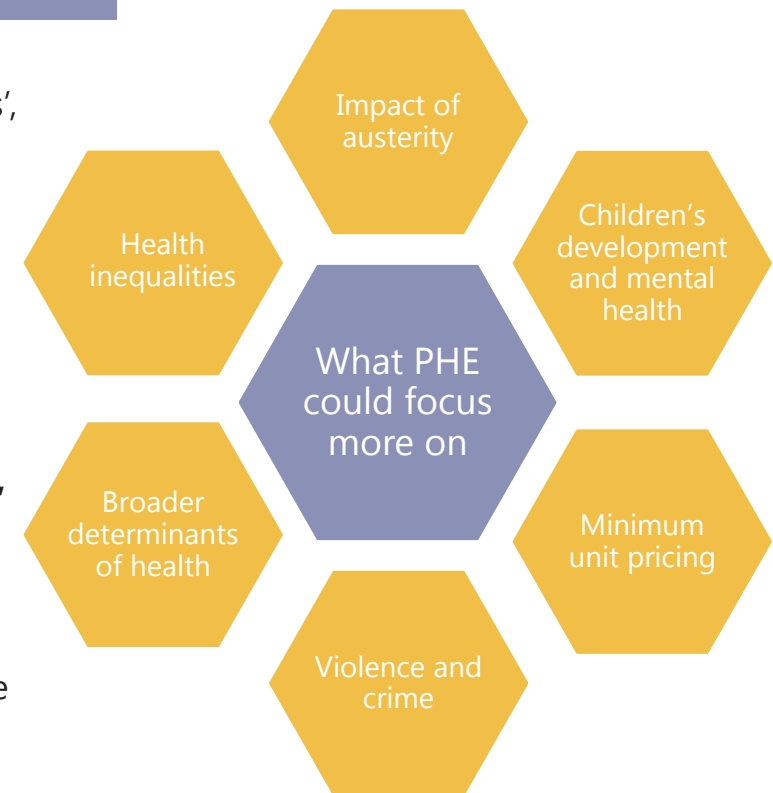 s',
Impact of
austerity
Health
inequalities
Children's
development
and mental
health
What PHE
could focus
more on
,
Broader
determinants
of health
Minimum
unit pricing
Violence and
crime
e